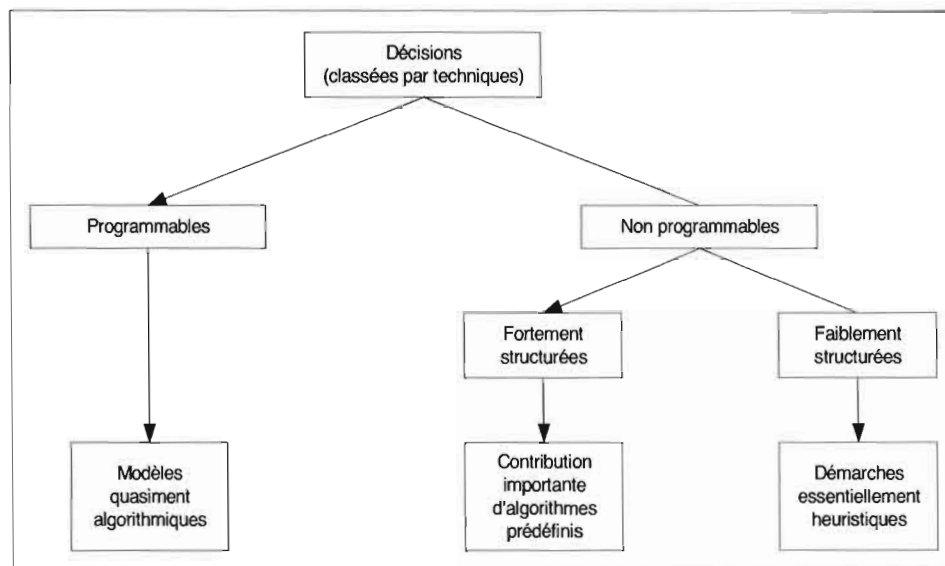 Décisions
(classées par techniques)
Programmables
Non programmables
Fortement
structurées
Faiblement
structurées
Modèles
quasiment
algorithmiques
Contribution
importante
d'algorithmes
prédéfinis
Démarches
essentiellement
heuristiques